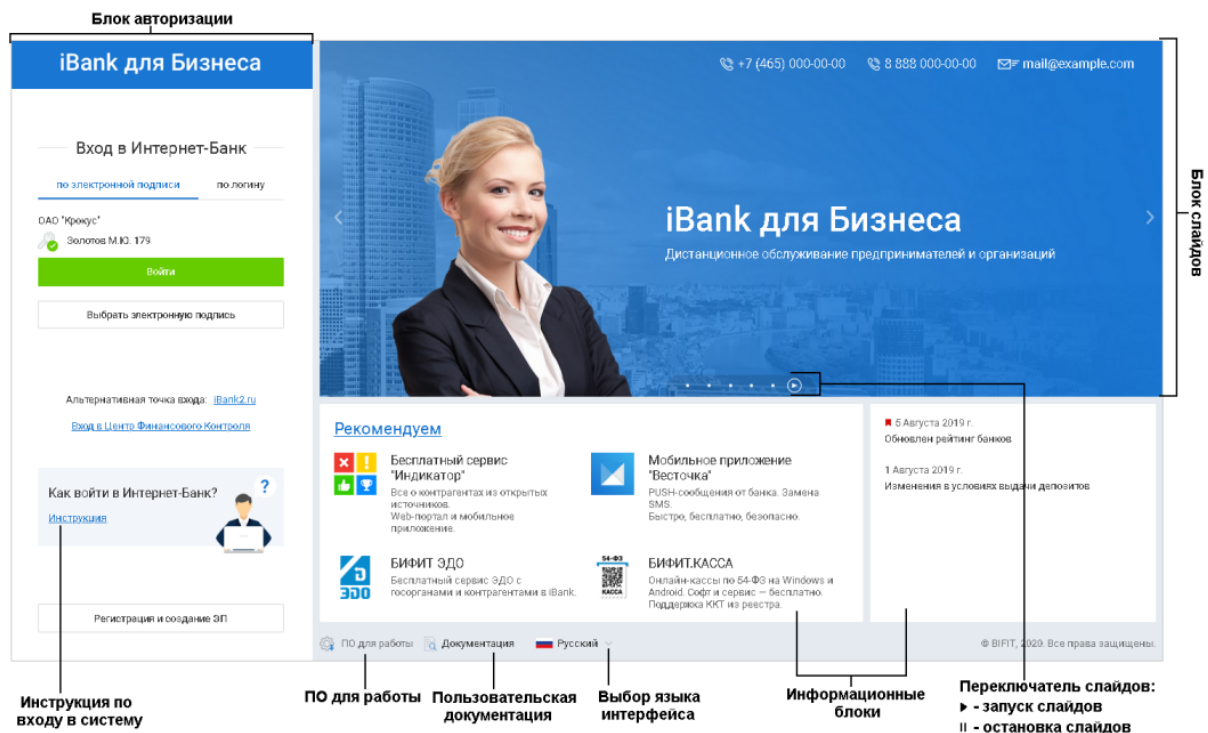 Блок авторизации
iBank для Бизнеса
Вход в Интернет-Банк
по электронной подписи
по логину
ОАО "Крокус"
Золотов М.Ю. 179
Войти
Выбрать электронную подпись
Альтернативная точка входа: iBank2.ru
Вход в Центр Финансового Контроля
Как войти в Интернет-Банк?
?
Инструкция
Регистрация и создание ЭП
+7 (465) 000-00-00
8 888 000-00-00
mail@example.com
iBank для Бизнеса
Дистанционное обслуживание предпринимателей и организаций
Блок слайдов
Рекомендуем
Бесплатный сервис
"Индикатор"
Все о контрагентах из открытых
источников.
Web-портал и мобильное
приложение.
Мобильное приложение
"Весточка"
PUSH-сообщения от банка. Замена
SMS.
Быстро, бесплатно, безопасно.
ЭДО
БИФИТ ЭДО
Бесплатный сервис ЭДО с
госорганами и контрагентами в iBank.
54-ФЗ
КАССА
БИФИТ.КАССА
Онлайн-кассы по 54-ФЗ на Windows и
Android. Софт и сервис — бесплатно.
Поддержка ККТ из реестра.
5 Августа 2019 г.
Обновлен рейтинг банков
1 Августа 2019 г.
Изменения в условиях выдачи депозитов
ПО для работы
Документация
Русский
© BIFIT, 2020. Все права защищены.
Инструкция по
входу в систему
ПО для работы
Пользовательская
документация
Выбор языка
интерфейса
Информационные
блоки
Переключатель слайдов:
- запуск слайдов
- остановка слайдов